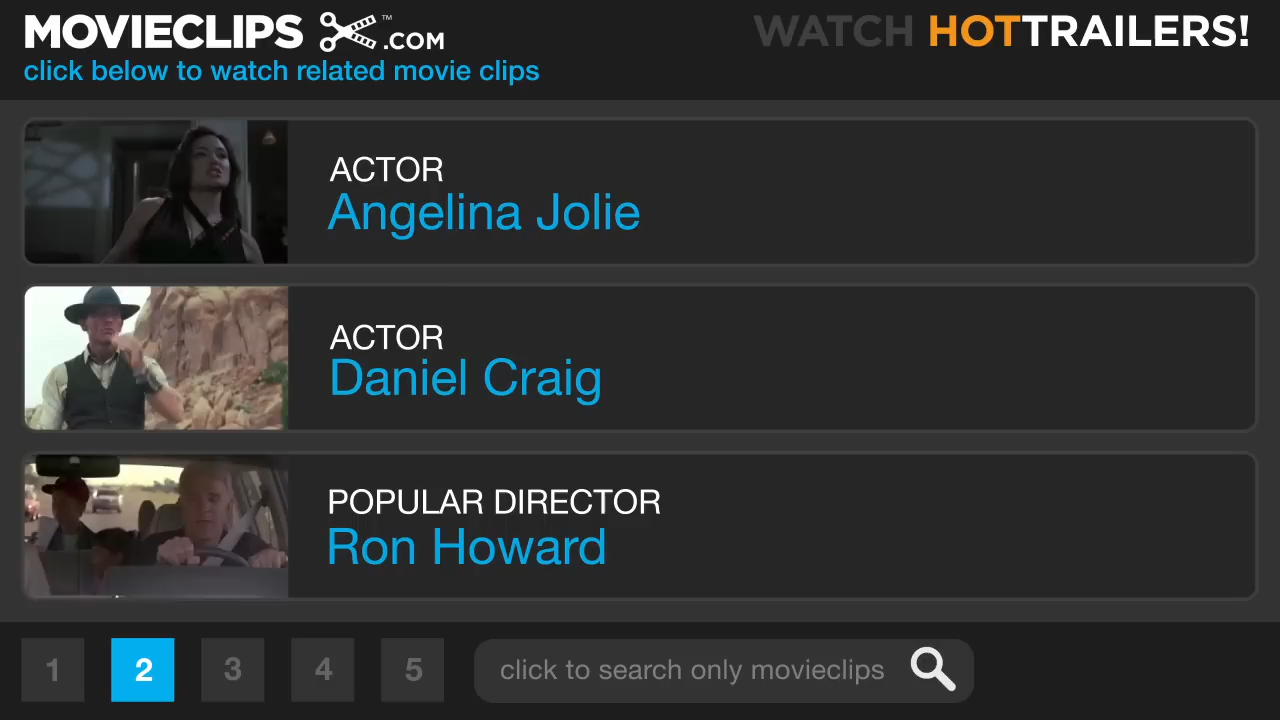 MOVIECLIPS ™ .COM
WATCH HOTTRAILERS!
click below to watch related movie clips
ACTOR
Angelina Jolie
ACTOR
Daniel Craig
POPULAR DIRECTOR
Ron Howard
1 2 3 4 5
click to search only movieclips